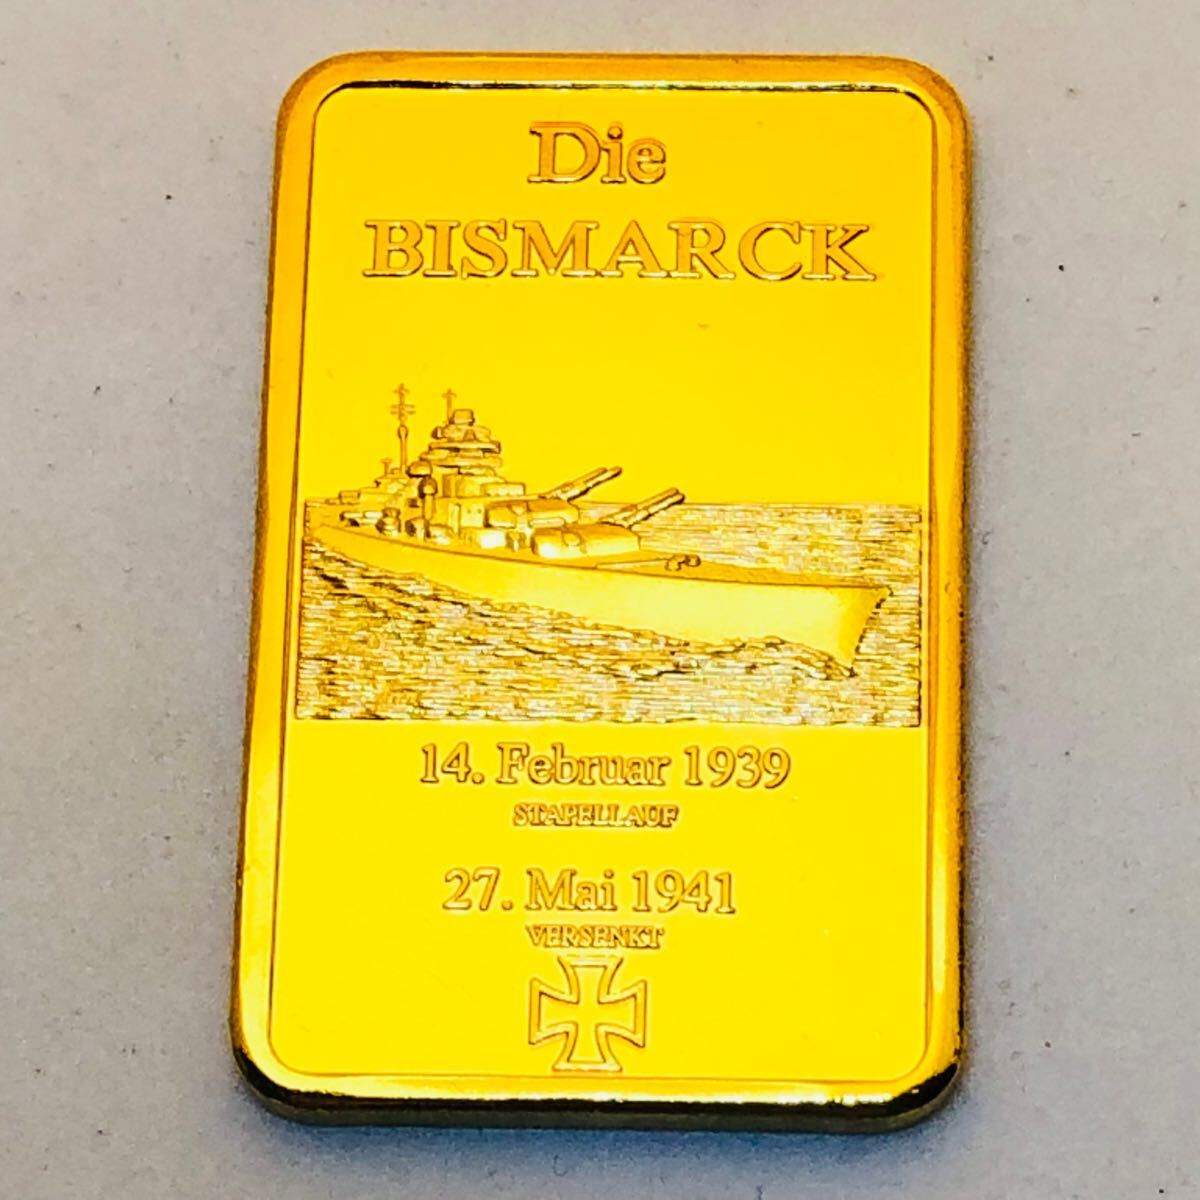 Die
BISMARCK
14. Februar 1939
STAPELLAUF
27. Mai 1941
VERSENKT